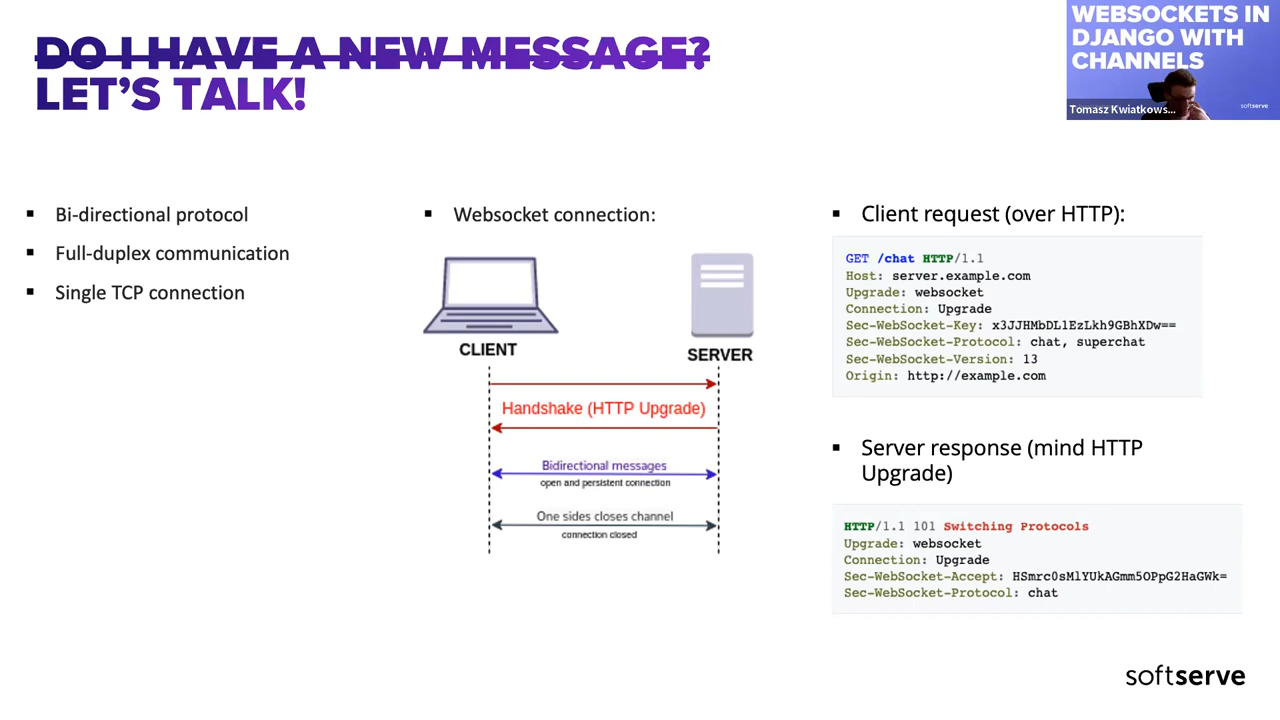 DO I HAVE A NEW MESSAGE?
LET'S TALK!
WEBSOCKETS IN
DJANGO WITH
CHANNELS
Tomasz Kwiatkows...
softserve
▪ Bi-directional protocol
▪ Full-duplex communication
▪ Single TCP connection
▪ Websocket connection:
CLIENT
SERVER
Handshake (HTTP Upgrade)
Bidirectional messages
open and persistent connection
One sides closes channel
connection closed
▪ Client request (over HTTP):
GET /chat HTTP/1.1
Host: server.example.com
Upgrade: websocket
Connection: Upgrade
Sec-WebSocket-Key: x3JJHMbDL1EzLkh9GBhXDw==
Sec-WebSocket-Protocol: chat, superchat
Sec-WebSocket-Version: 13
Origin: http://example.com
▪ Server response (mind HTTP
Upgrade)
HTTP/1.1 101 Switching Protocols
Upgrade: websocket
Connection: Upgrade
Sec-WebSocket-Accept: HSmrc0sMlYUkAGmm5OPpG2HaGWk=
Sec-WebSocket-Protocol: chat
softserve